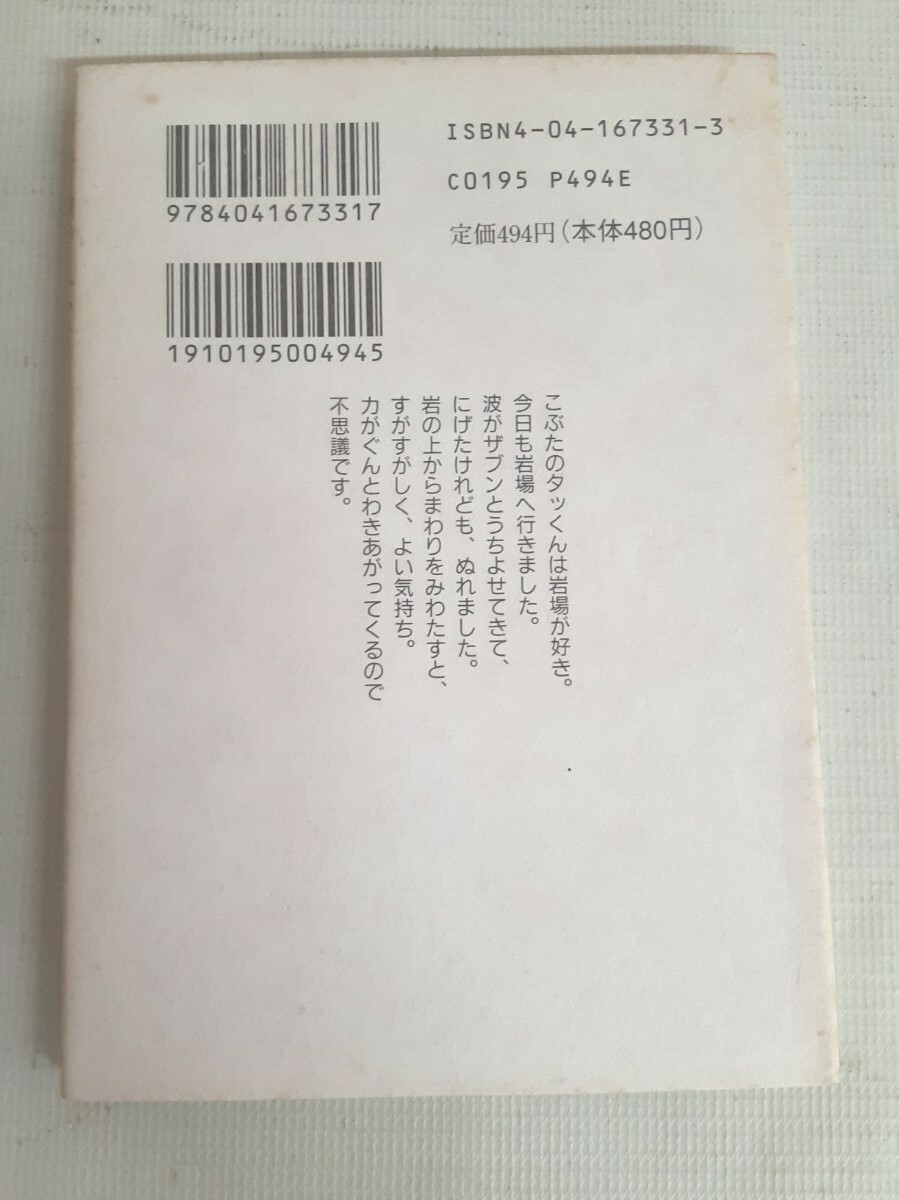 ISBN4-04-167331-3
C0195 P494E
定価494円(本体480円)
9784041673317
1910195004945
こぶたのタッくんは岩場が好き。
今日も岩場へ行きました。
波がザブンとうちよせてきて、
にげたけれども、ぬれました。
岩の上からまわりをみわたすと、
すがすがしく、よい気持ち。
力がぐんとわきあがってくるので
不思議です。